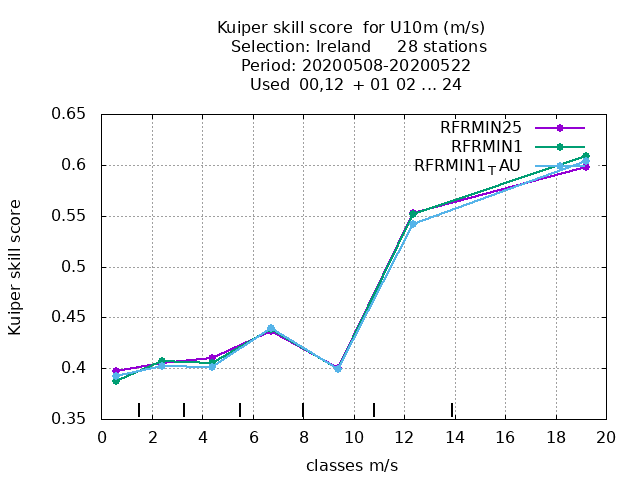 Kuiper skill score  for U10m (m/s)
Selection: Ireland     28 stations
Period: 20200508-20200522
Used  00,12  + 01 02 ... 24
0.65
RFRMIN25
RFRMIN1
RFRMIN1TAU
0.6
0.55
0.5
0.45
0.4
0.35
Kuiper skill score
0 2 4 6 8 10 12 14 16 18 20
classes m/s